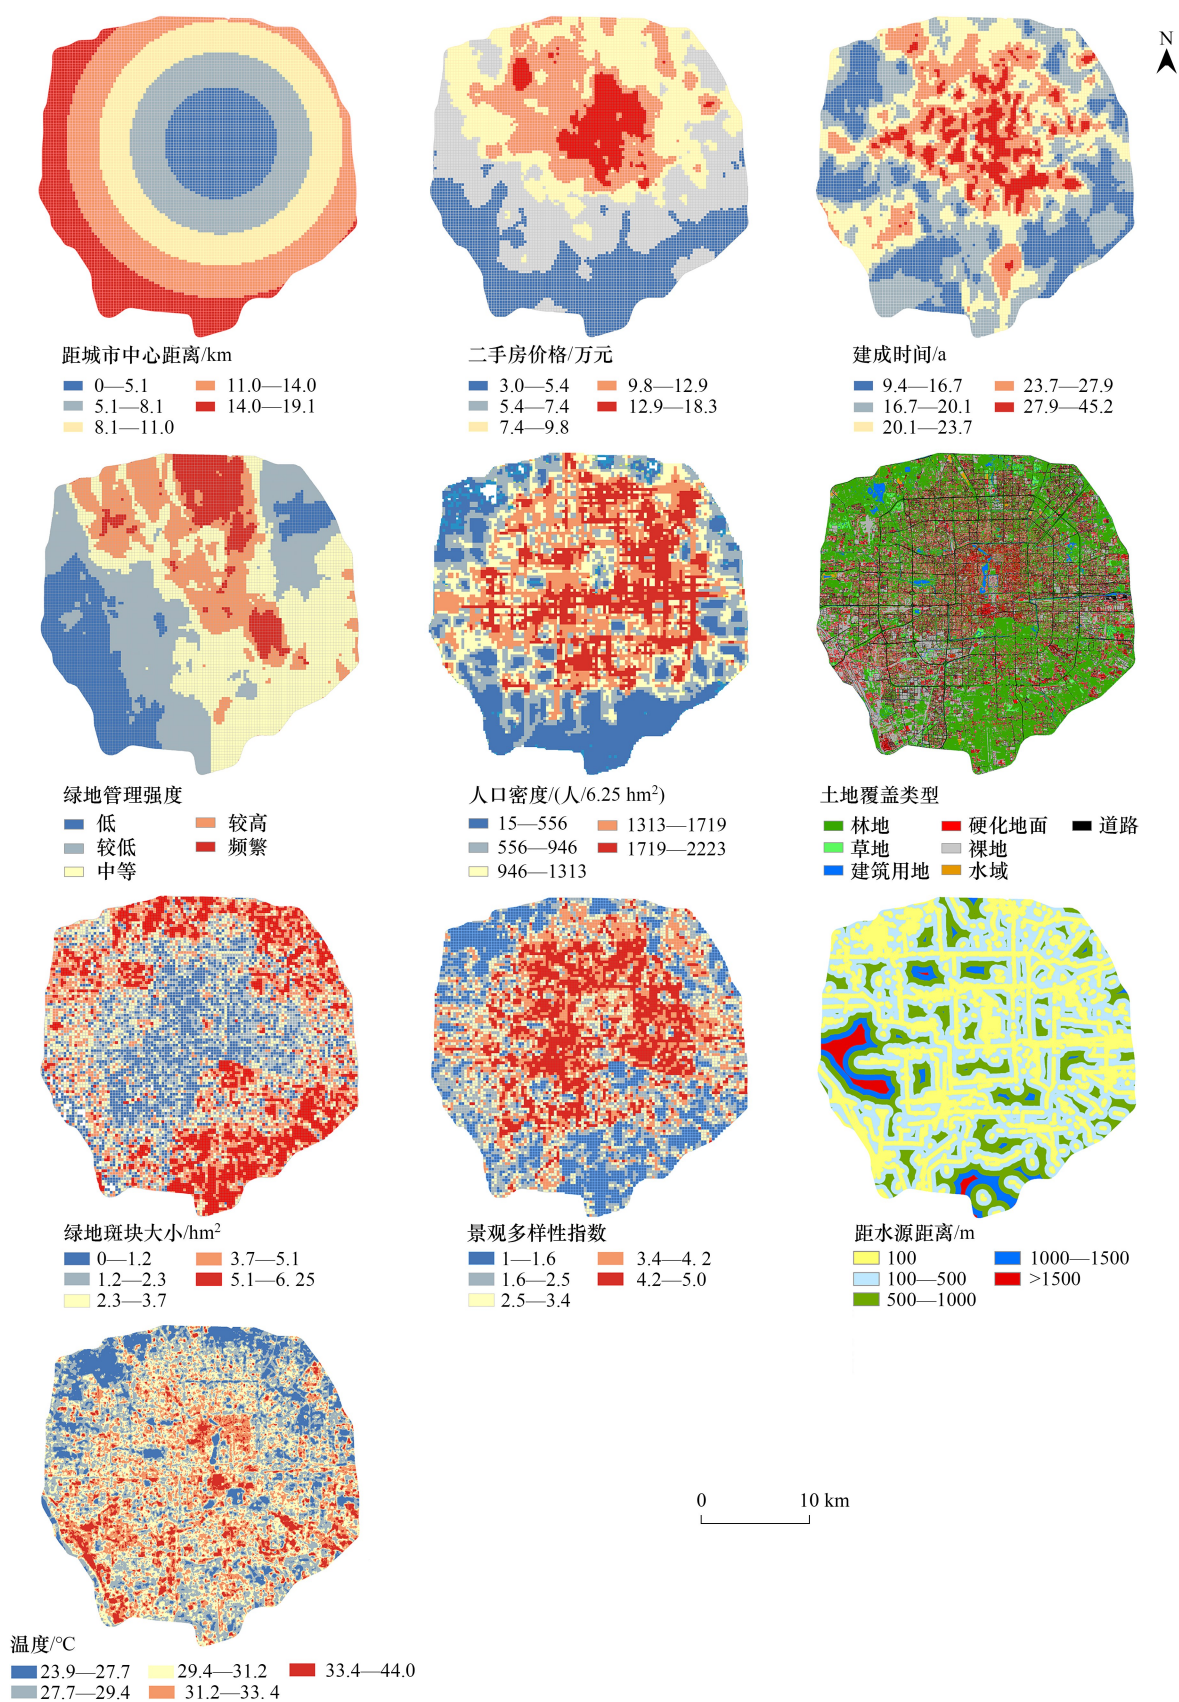 N
距城市中心距离/km
0—5.1 11.0—14.0
5.1—8.1 14.0—19.1
8.1—11.0
二手房价格/万元
3.0—5.4 9.8—12.9
5.4—7.4 12.9—18.3
7.4—9.8
建成时间/a
9.4—16.7 23.7—27.9
16.7—20.1 27.9—45.2
20.1—23.7
绿地管理强度
低 较高
较低 频繁
中等
人口密度/(人/6.25 hm²)
15—556 1313—1719
556—946 1719—2223
946—1313
土地覆盖类型
林地 硬化地面 道路
草地 裸地
建筑用地 水域
绿地斑块大小/hm²
0—1.2 3.7—5.1
1.2—2.3 5.1—6.25
2.3—3.7
景观多样性指数
1—1.6 3.4—4.2
1.6—2.5 4.2—5.0
2.5—3.4
距水源距离/m
100 1000—1500
100—500 >1500
500—1000
0 10 km
温度/℃
23.9—27.7 29.4—31.2 33.4—44.0
27.7—29.4 31.2—33.4